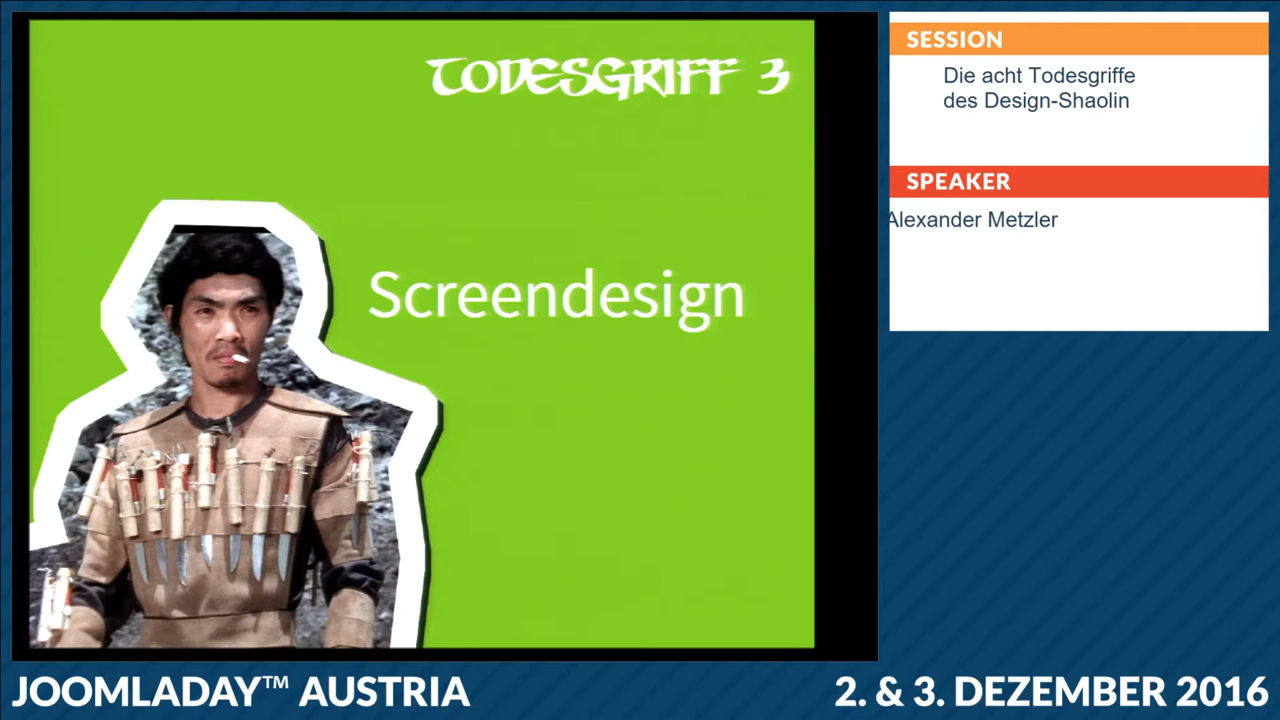 TODESGRIFF 3
Screendesign
SESSION
Die acht Todesgriffe
des Design-Shaolin
SPEAKER
Alexander Metzler
JOOMLADAY™ AUSTRIA
2. & 3. DEZEMBER 2016